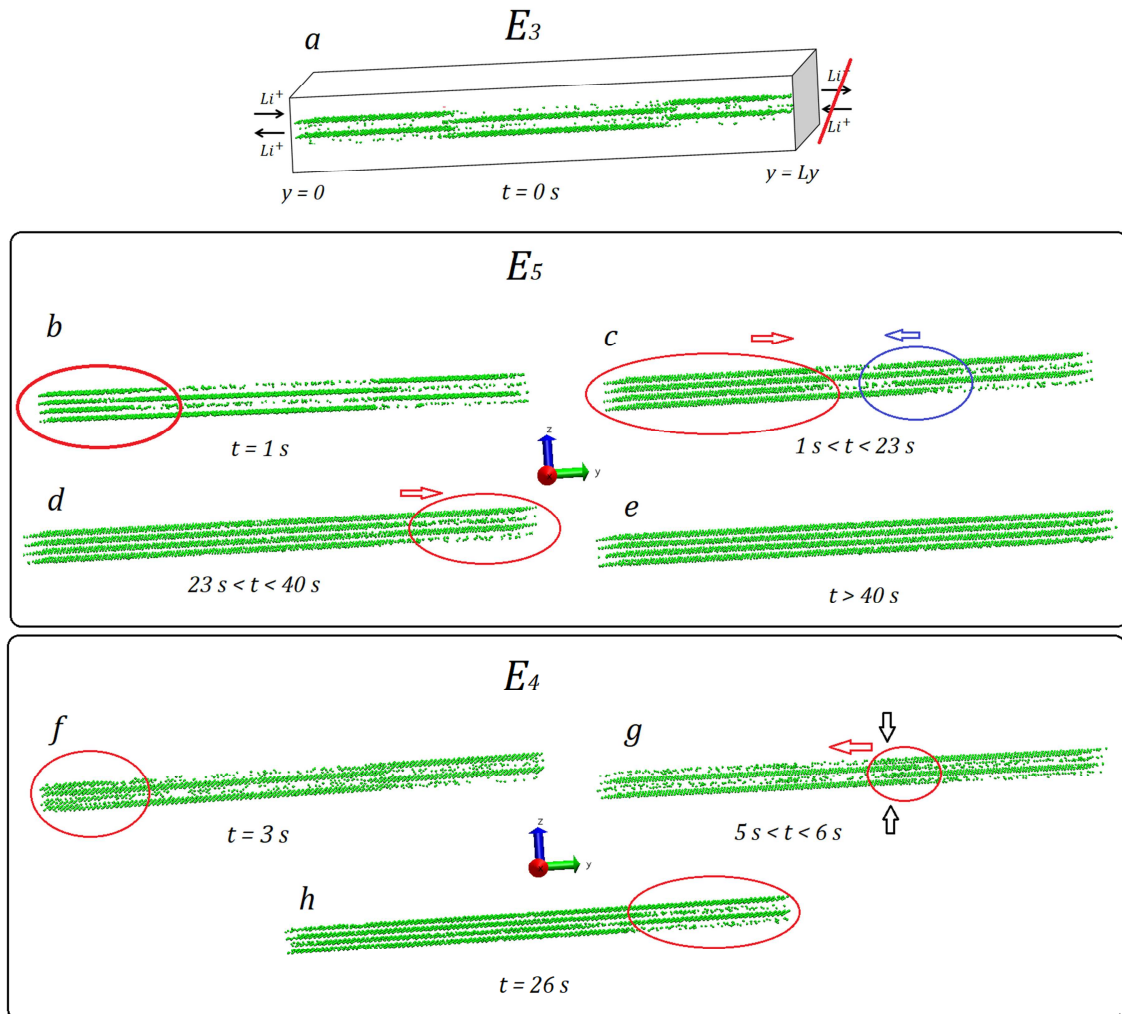 E3
a
Li+ Li+
Li+ Li+
y = 0 t = 0 s y = Ly
E5
b c
t = 1 s 1 s < t < 23 s
z
y
d e
23 s < t < 40 s t > 40 s
E4
f g
t = 3 s 5 s < t < 6 s
z
y
h
t = 26 s